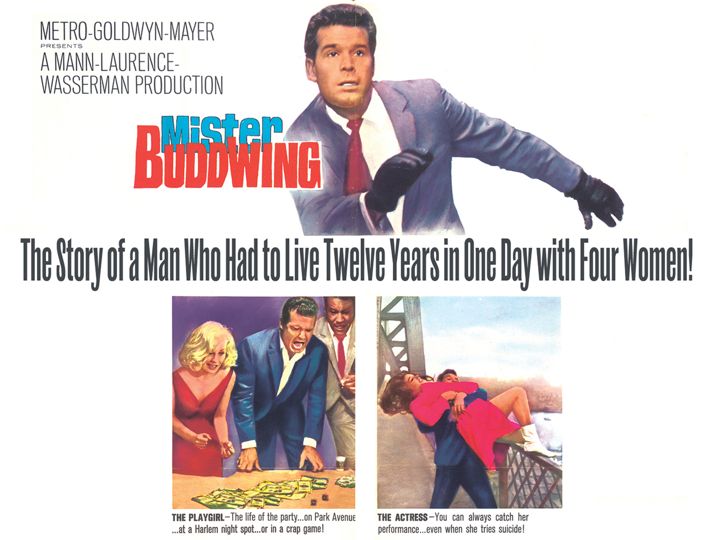 METRO-GOLDWYN-MAYER
PRESENTS
A MANN-LAURENCE-
WASSERMAN PRODUCTION
Mister
BUDDWING
The Story of a Man Who Had to Live Twelve Years in One Day with Four Women!
THE PLAYGIRL—The life of the party...on Park Avenue
...at a Harlem night spot...or in a crap game!
THE ACTRESS—You can always catch her
performance...even when she tries suicide!